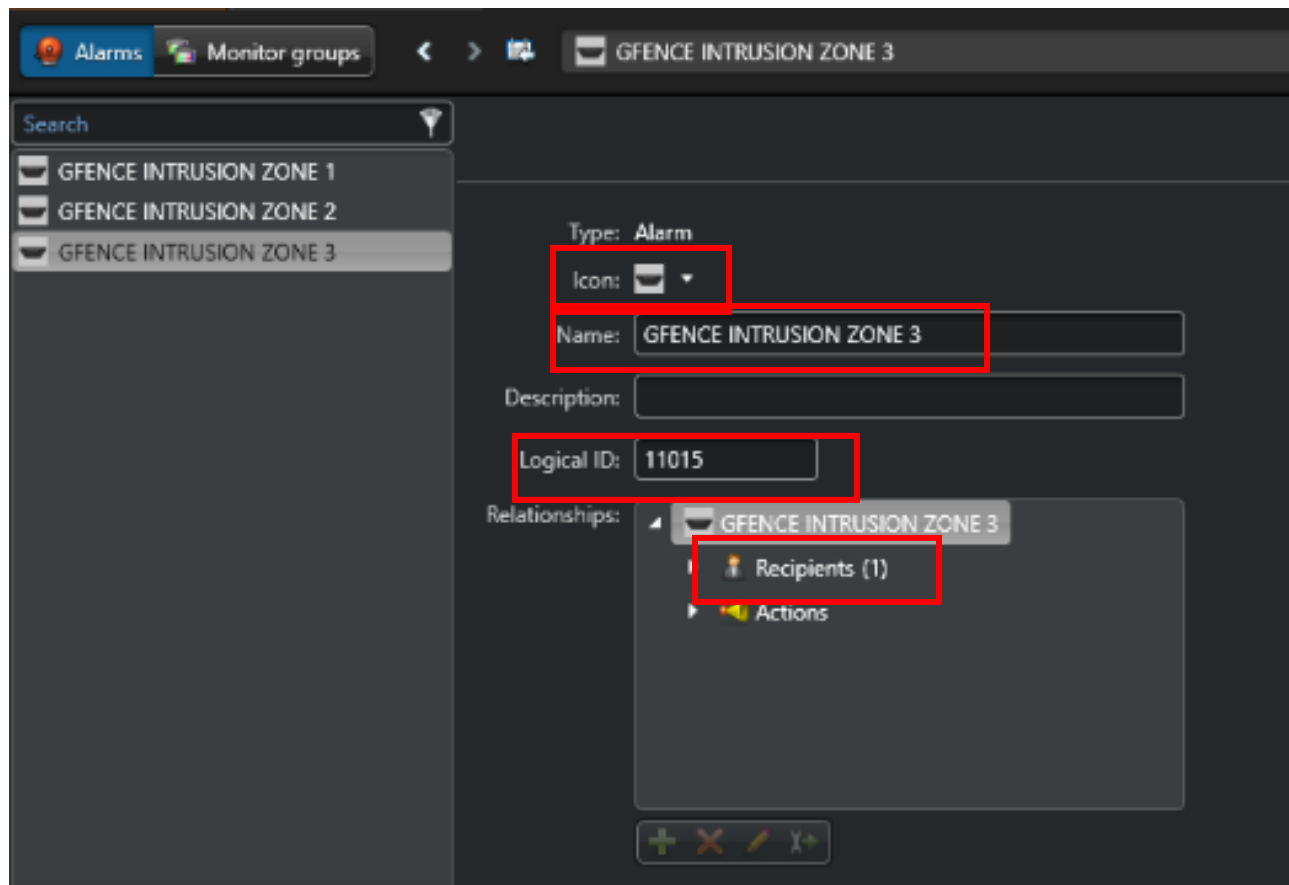 Alarms Monitor groups GFENCE INTRUSION ZONE 3
Search
GFENCE INTRUSION ZONE 1
GFENCE INTRUSION ZONE 2
GFENCE INTRUSION ZONE 3
Type: Alarm
Icon:
Name: GFENCE INTRUSION ZONE 3
Description:
Logical ID: 11015
Relationships: GFENCE INTRUSION ZONE 3
Recipients (1)
Actions